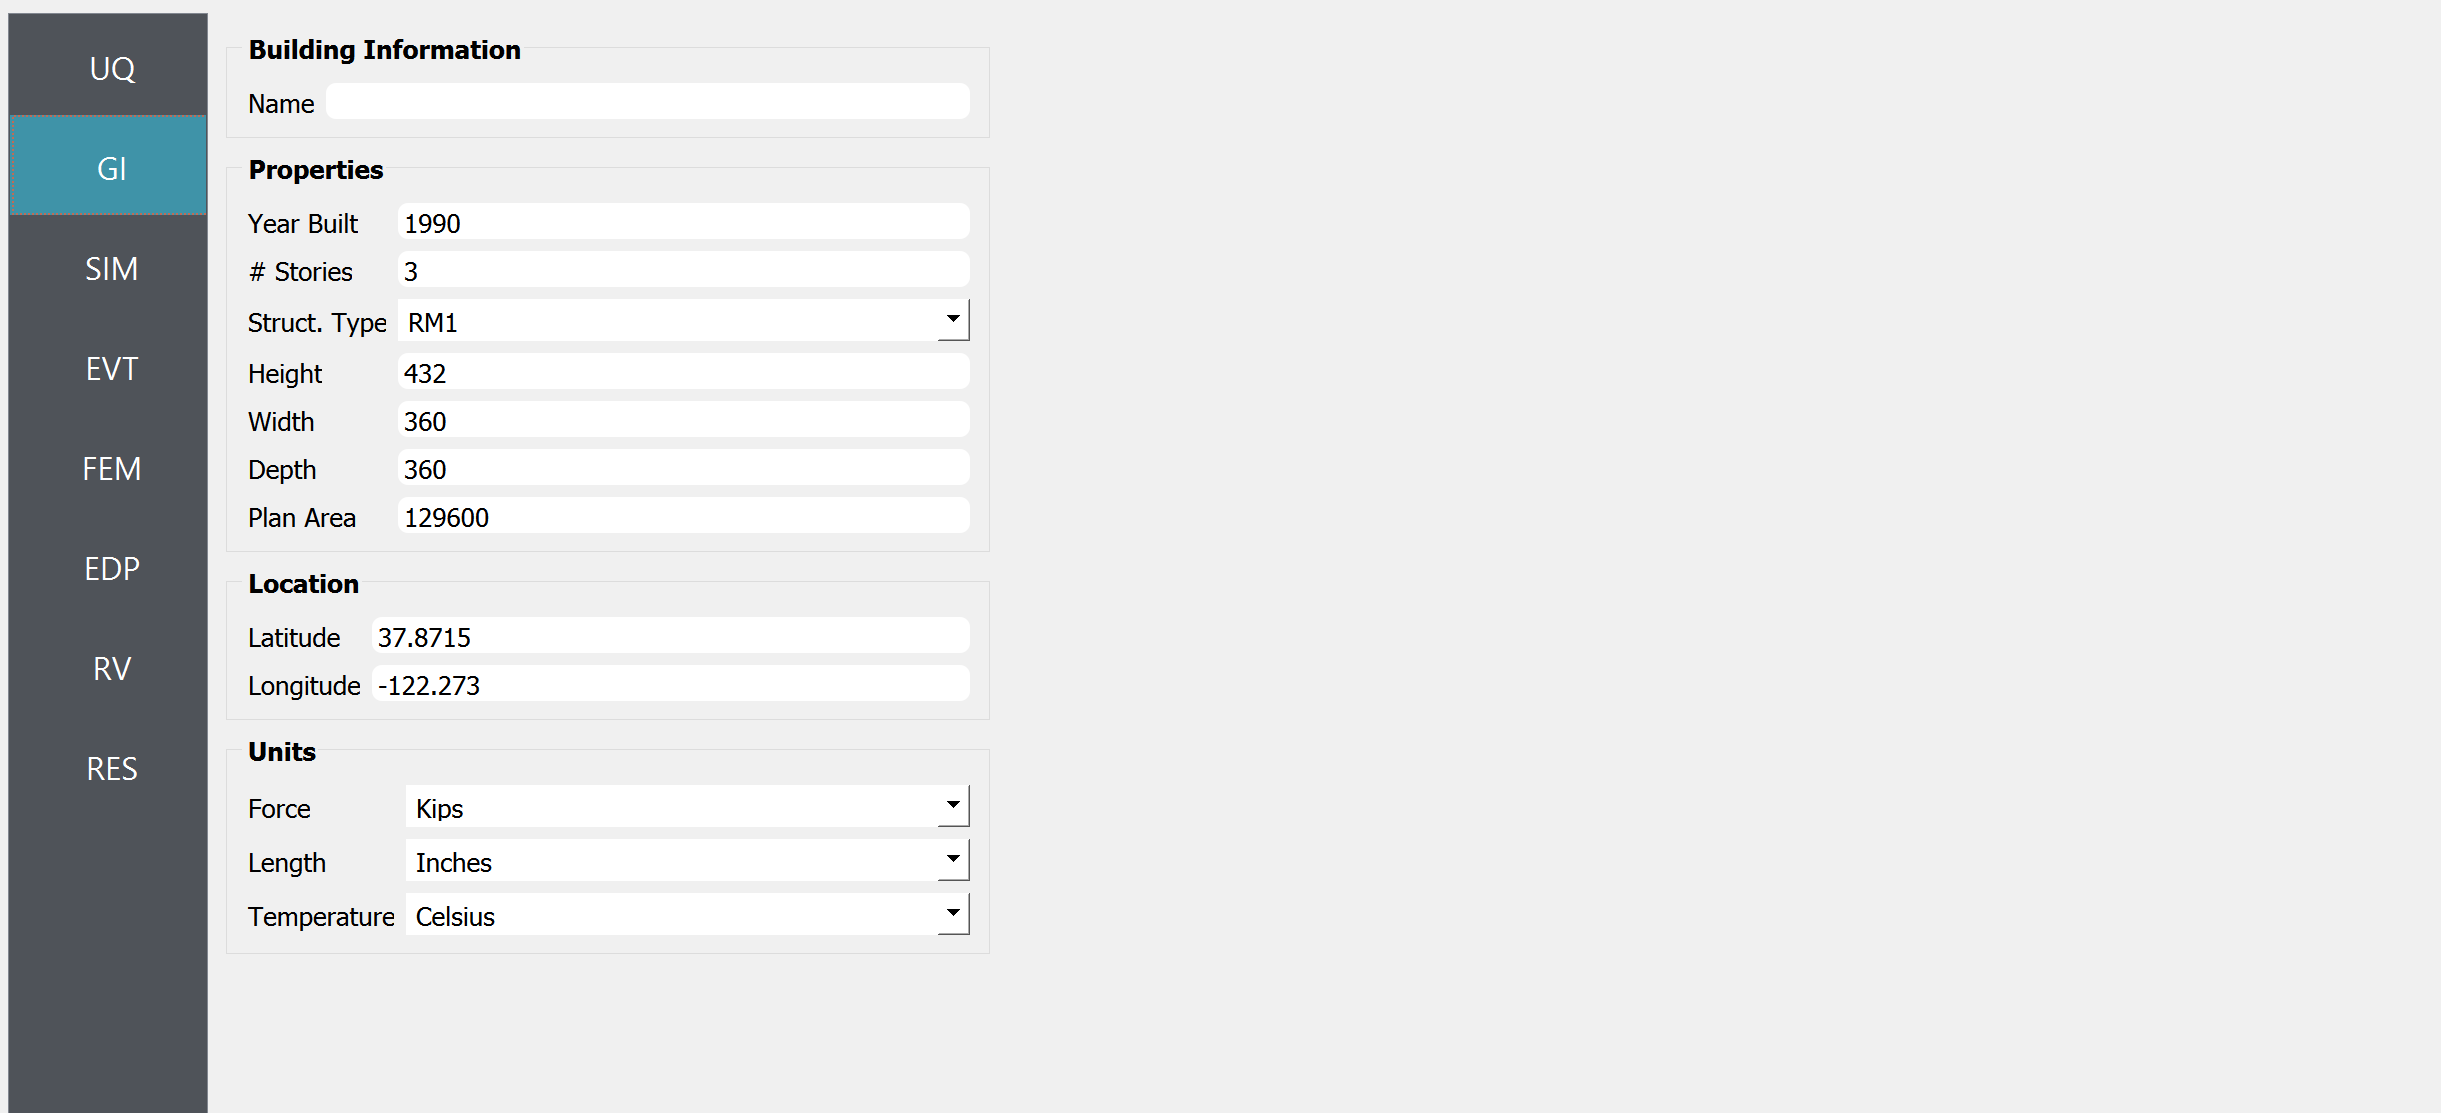 UQ
GI
SIM
EVT
FEM
EDP
RV
RES
Building Information
Name
Properties
Year Built 1990
# Stories 3
Struct. Type RM1
Height 432
Width 360
Depth 360
Plan Area 129600
Location
Latitude 37.8715
Longitude -122.273
Units
Force Kips
Length Inches
Temperature Celsius